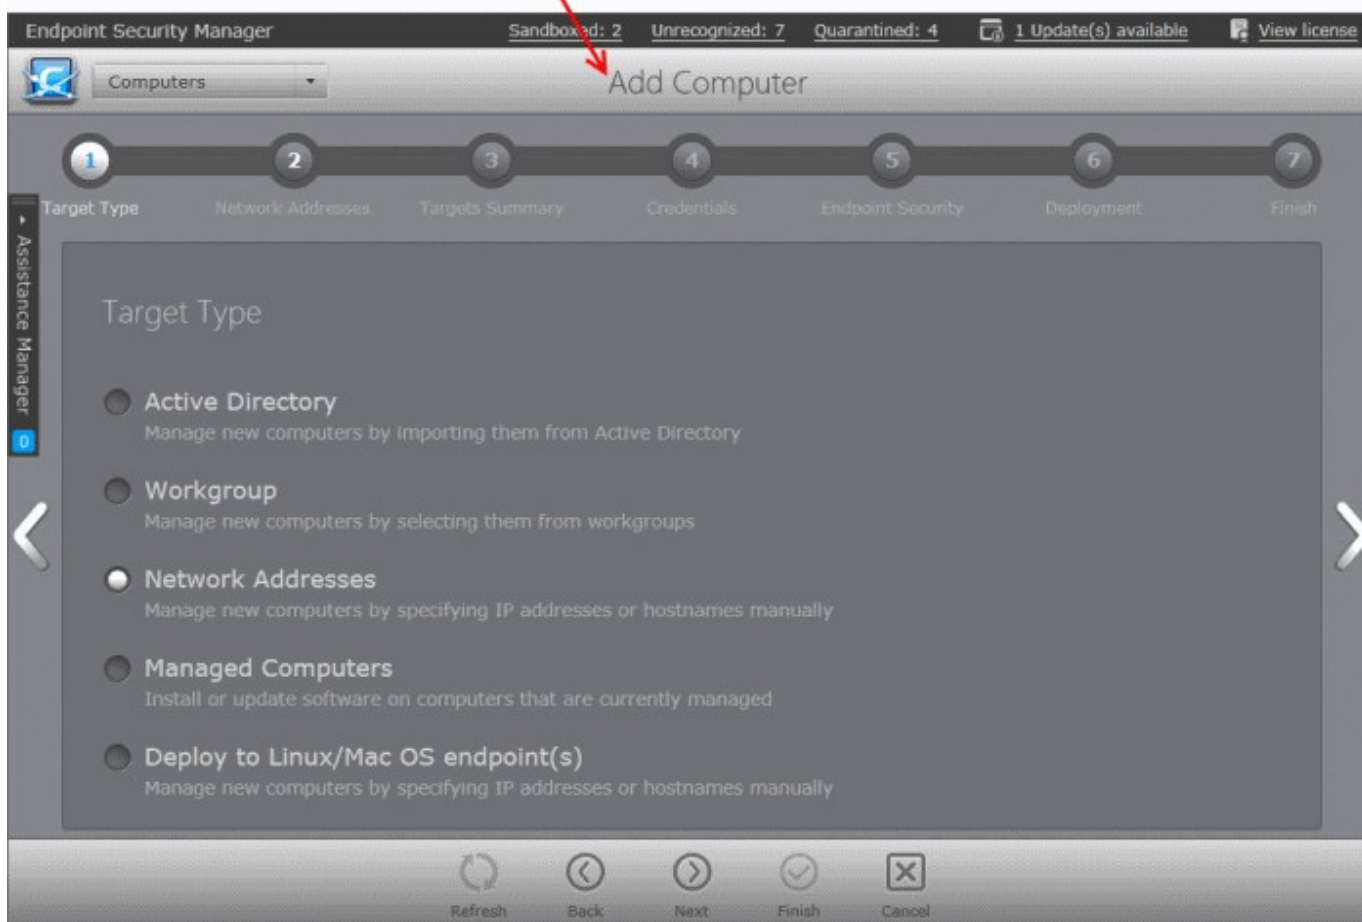 Endpoint Security Manager Sandboxed: 2 Unrecognized: 7 Quarantined: 4 1 Update(s) available View license
Computers Add Computer
1 2 3 4 5 6 7
Target Type Network Addresses Targets Summary Credentials Endpoint Security Deployment Finish
Assistance Manager
0
Target Type
Active Directory
Manage new computers by importing them from Active Directory
Workgroup
Manage new computers by selecting them from workgroups
Network Addresses
Manage new computers by specifying IP addresses or hostnames manually
Managed Computers
Install or update software on computers that are currently managed
Deploy to Linux/Mac OS endpoint(s)
Manage new computers by specifying IP addresses or hostnames manually
Refresh Back Next Finish Cancel